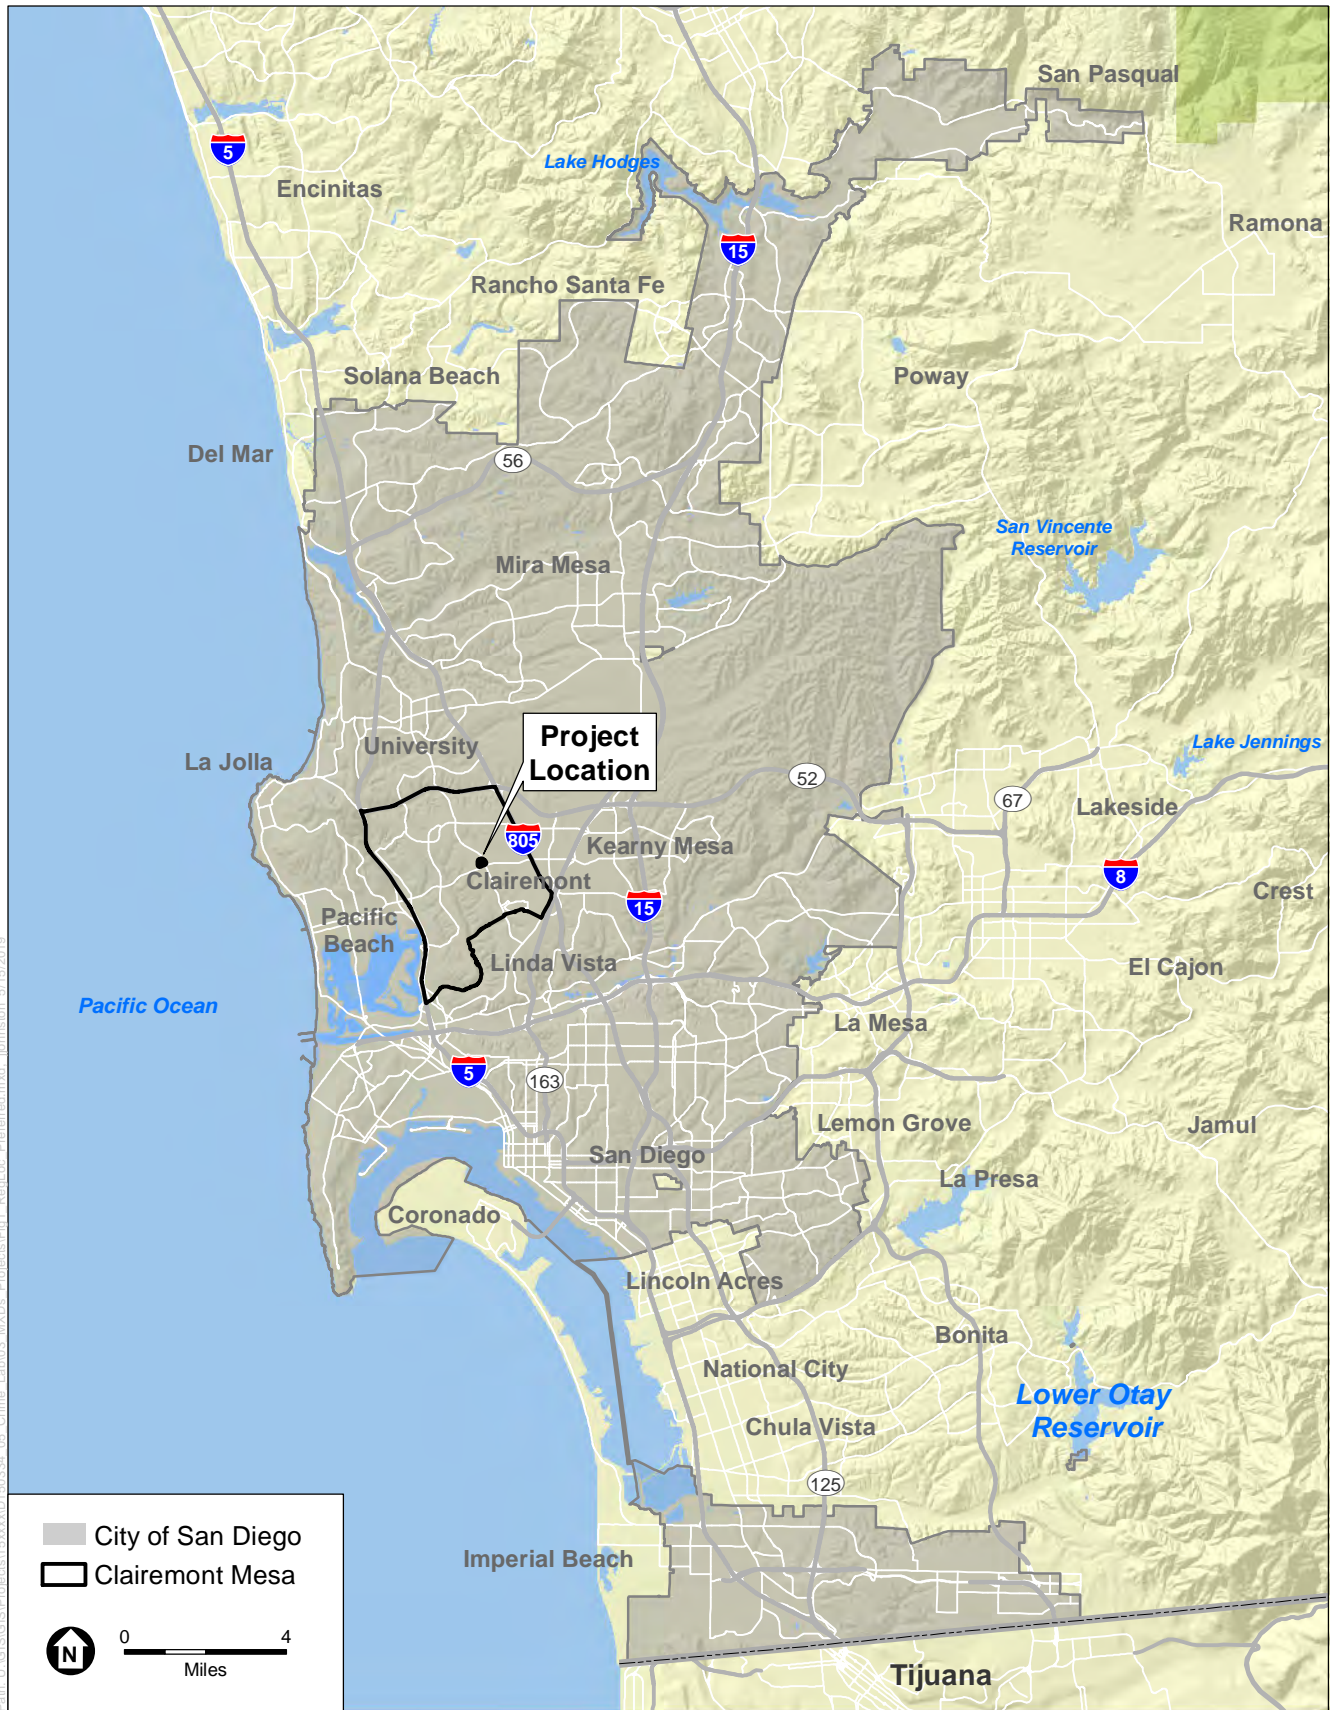 San Pasqual
5
Lake Hodges
Encinitas
Ramona
15
Rancho Santa Fe
Solana Beach
Poway
Del Mar
56
San Vincente
Reservoir
Mira Mesa
Project
Location
University
La Jolla
Lake Jennings
52
67
Lakeside
805
Kearny Mesa
Clairemont
8
Crest
15
Pacific
Beach
Linda Vista
El Cajon
Pacific Ocean
La Mesa
5
163
Lemon Grove
Jamul
San Diego
La Presa
Coronado
Lincoln Acres
Bonita
National City
Lower Otay
Reservoir
Chula Vista
125
Imperial Beach
Tijuana
City of San Diego
Clairemont Mesa
N
0 4
Miles